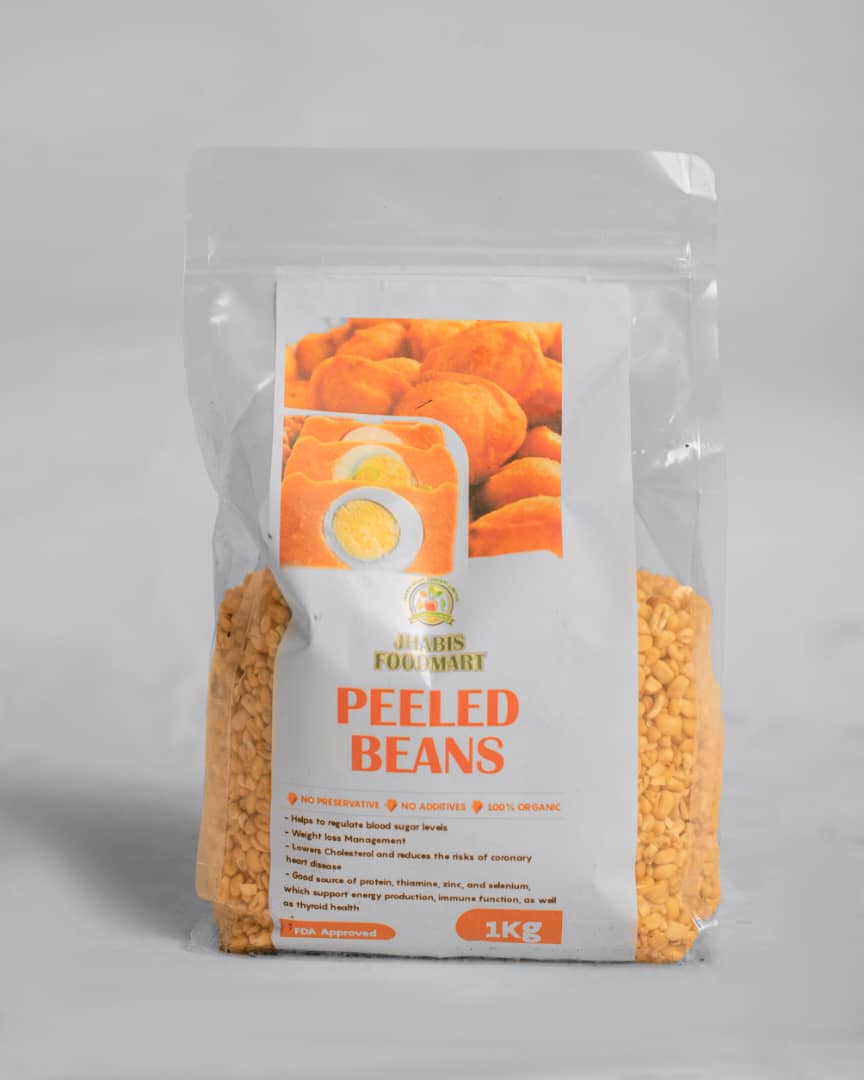 JHABIS
FOODMART
PEELED
BEANS
NO PRESERVATIVE NO ADDITIVES 100% ORGANIC
- Helps to regulate blood sugar levels
- Weight loss Management
- Lowers Cholesterol and reduces the risks of coronary
heart disease
- Good source of protein, thiamine, zinc, and selenium,
which support energy production, immune function, as well
as thyroid health
FDA Approved
1Kg